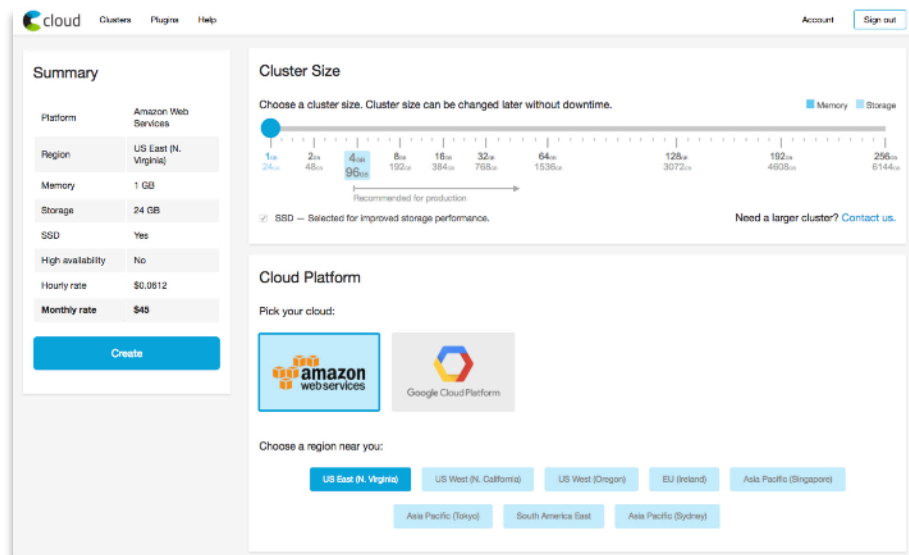 cloud Clusters Plugins Help Account Sign out
Summary
Platform Amazon Web
Services
Region US East (N.
Virginia)
Memory 1 GB
Storage 24 GB
SSD Yes
High availability No
Hourly rate $0.0612
Monthly rate $45
Create
Cluster Size
Choose a cluster size. Cluster size can be changed later without downtime. Memory Storage
1GB 2GB 4GB 8GB 16GB 32GB 64GB 128GB 192GB 256GB
24GB 48GB 96GB 192GB 384GB 768GB 1536GB 3072GB 4608GB 6144GB
Recommended for production
SSD — Selected for improved storage performance. Need a larger cluster? Contact us.
Cloud Platform
Pick your cloud:
amazon
webservices
Google Cloud Platform
Choose a region near you:
US East (N. Virginia) US West (N. California) US West (Oregon) EU (Ireland) Asia Pacific (Singapore)
Asia Pacific (Tokyo) South America East Asia Pacific (Sydney)